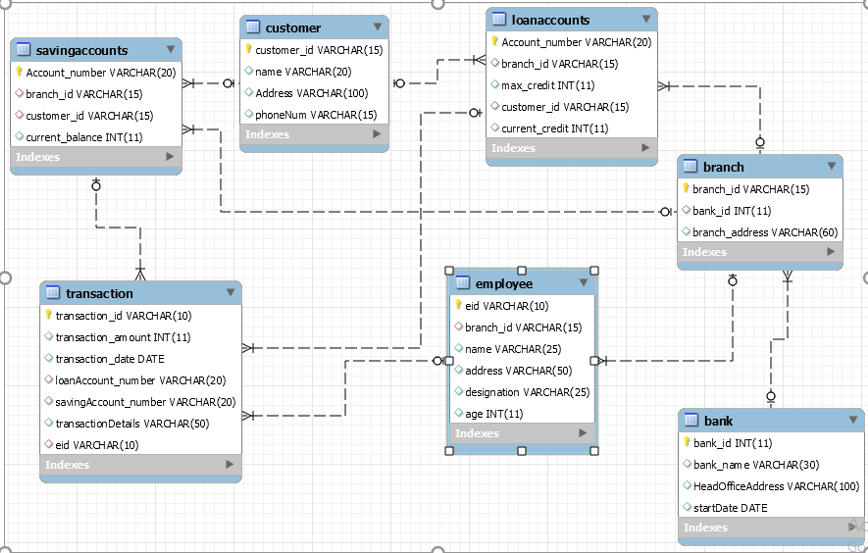 savingaccounts
Account_number VARCHAR(20)
branch_id VARCHAR(15)
customer_id VARCHAR(15)
current_balance INT(11)
Indexes
customer
customer_id VARCHAR(15)
name VARCHAR(20)
Address VARCHAR(100)
phoneNum VARCHAR(15)
Indexes
loanaccounts
Account_number VARCHAR(20)
branch_id VARCHAR(15)
max_credit INT(11)
customer_id VARCHAR(15)
current_credit INT(11)
Indexes
branch
branch_id VARCHAR(15)
bank_id INT(11)
branch_address VARCHAR(60)
Indexes
transaction
transaction_id VARCHAR(10)
transaction_amount INT(11)
transaction_date DATE
loanAccount_number VARCHAR(20)
savingAccount_number VARCHAR(20)
transactionDetails VARCHAR(50)
eid VARCHAR(10)
Indexes
employee
eid VARCHAR(10)
branch_id VARCHAR(15)
name VARCHAR(25)
address VARCHAR(50)
designation VARCHAR(25)
age INT(11)
Indexes
bank
bank_id INT(11)
bank_name VARCHAR(30)
HeadOfficeAddress VARCHAR(100)
startDate DATE
Indexes